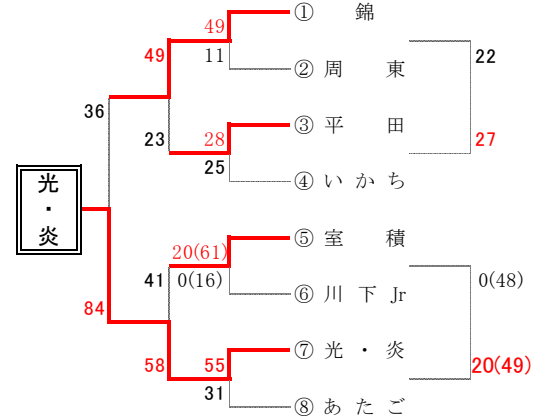 49
① 錦
49
11
② 周 東
22
36
23
28
③ 平 田
27
25
④ い か ち
光・炎
20(61)
⑤ 室 積
41
0(16)
⑥ 川 下 Jr
0(48)
84
58
55
⑦ 光 ・ 炎
20(49)
31
⑧ あ た ご